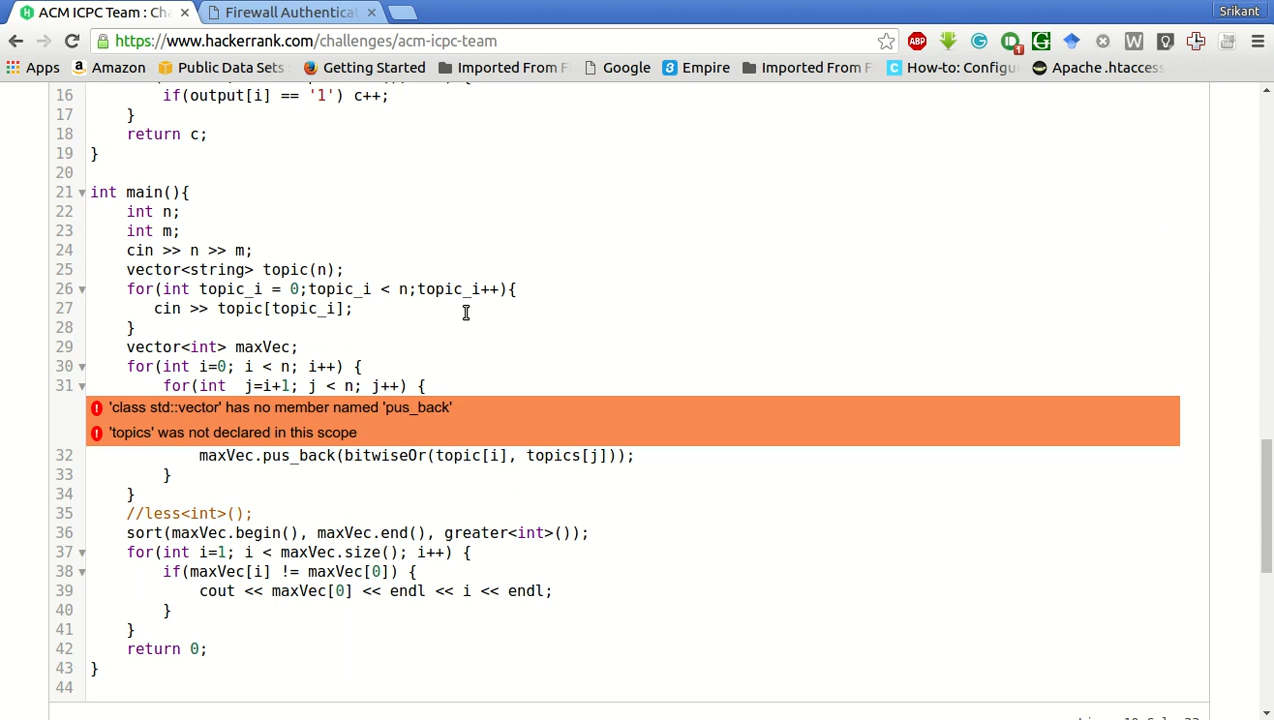 ACM ICPC Team : Cha
Firewall Authenticat
Srikant
https://www.hackerrank.com/challenges/acm-icpc-team
Apps Amazon Public Data Sets Getting Started Imported From F Google Empire Imported From F How-to: Configu Apache .htaccess
16 if(output[i] == '1') c++;
17 }
18 return c;
19 }
20
21 int main(){
22 int n;
23 int m;
24 cin >> n >> m;
25 vector<string> topic(n);
26 for(int topic_i = 0;topic_i < n;topic_i++){
27 cin >> topic[topic_i];
28 }
29 vector<int> maxVec;
30 for(int i=0; i < n; i++) {
31 for(int  j=i+1; j < n; j++) {
'class std::vector' has no member named 'pus_back'
'topics' was not declared in this scope
32 maxVec.pus_back(bitwiseOr(topic[i], topics[j]));
33 }
34 }
35 //less<int>();
36 sort(maxVec.begin(), maxVec.end(), greater<int>());
37 for(int i=1; i < maxVec.size(); i++) {
38 if(maxVec[i] != maxVec[0]) {
39 cout << maxVec[0] << endl << i << endl;
40 }
41 }
42 return 0;
43 }
44